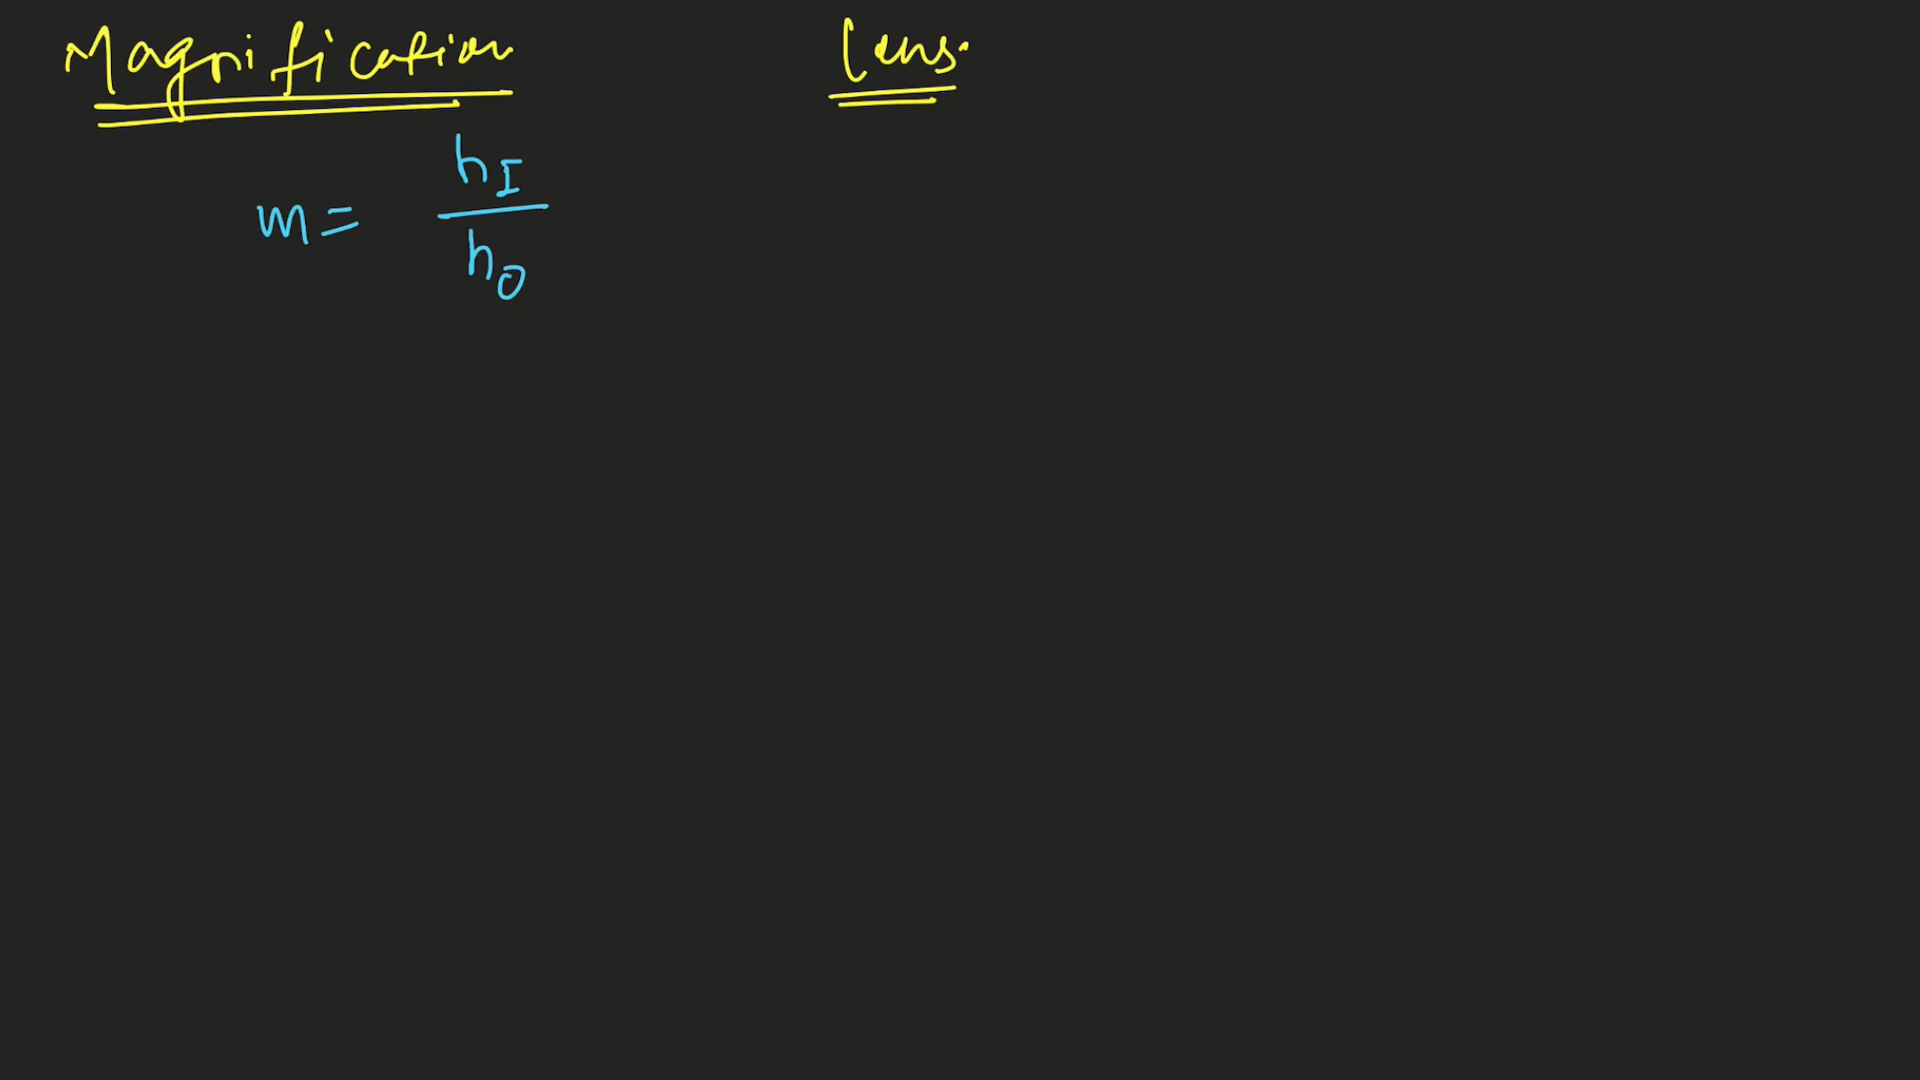 Magnification Lens.
m = hI / hO